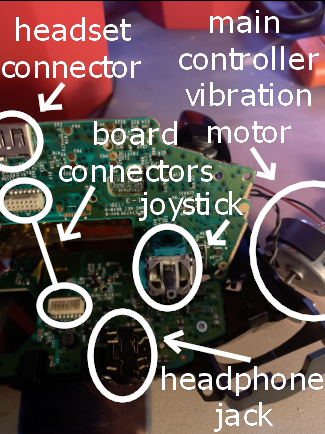 headset
connector
main
controller
vibration
motor
board
connectors
joystick
headphone
jack